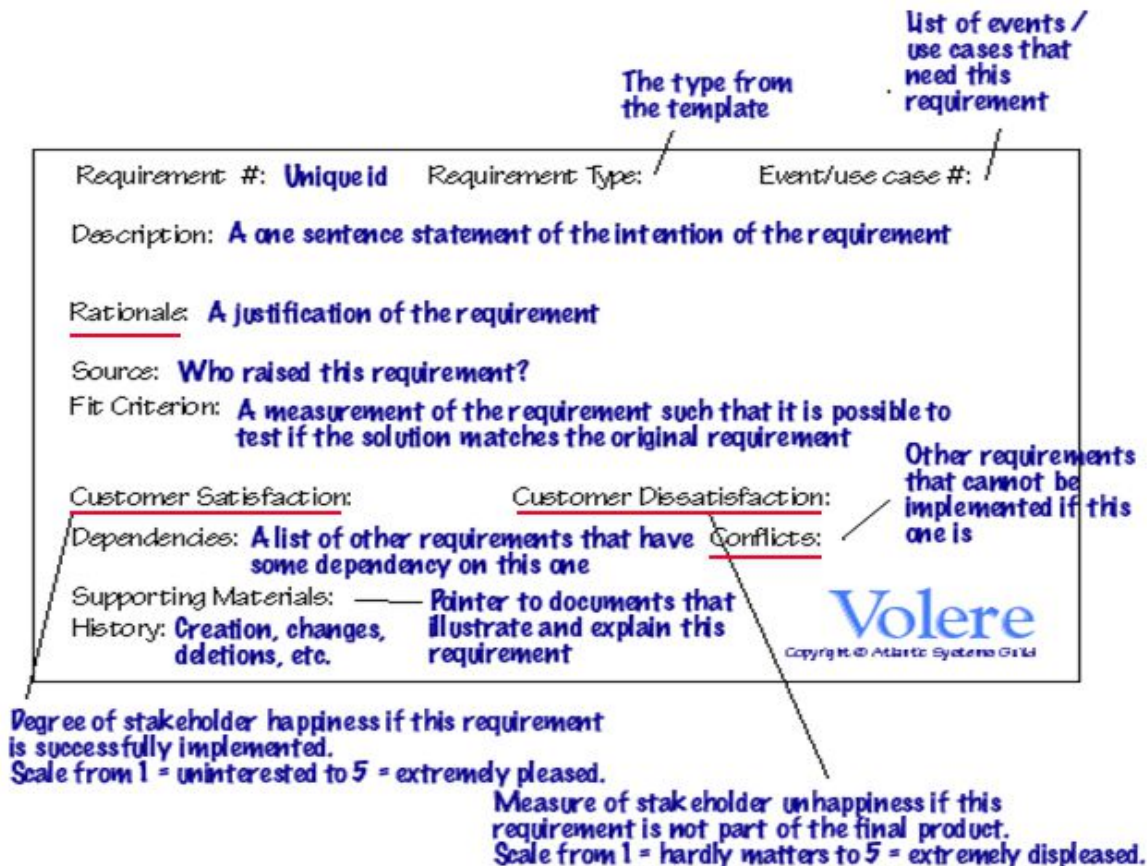 List of events /
use cases that
need this
requirement
The type from
the template
Requirement #: Unique id Requirement Type: Event/use case #:
Description: A one sentence statement of the intention of the requirement
Rationale: A justification of the requirement
Source: Who raised this requirement?
Fit Criterion: A measurement of the requirement such that it is possible to
test if the solution matches the original requirement
Other requirements
that cannot be
implemented if this
one is
Customer Satisfaction: Customer Dissatisfaction:
Dependencies: A list of other requirements that have Conflicts:
some dependency on this one
Supporting Materials: Pointer to documents that
illustrate and explain this
requirement
History: Creation, changes,
deletions, etc.
Volere
Copyright © Atlantic Systems Guild
Degree of stakeholder happiness if this requirement
is successfully implemented.
Scale from 1 = uninterested to 5 = extremely pleased.
Measure of stakeholder unhappiness if this
requirement is not part of the final product.
Scale from 1 = hardly matters to 5 = extremely displeased.